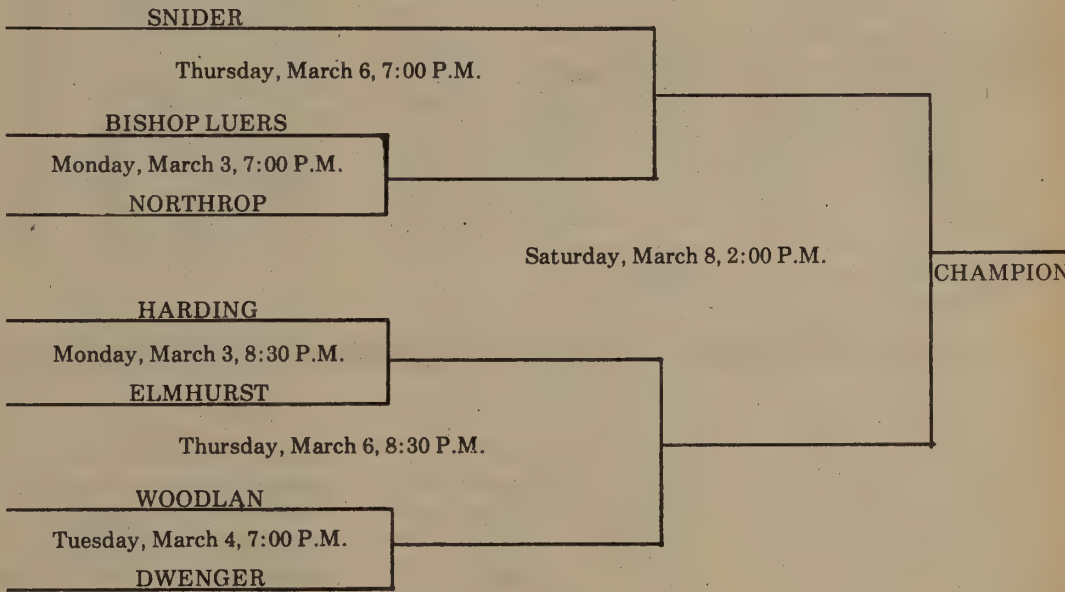 SNIDER
Thursday, March 6, 7:00 P.M.
BISHOP LUERS
Monday, March 3, 7:00 P.M.
NORTHROP
Saturday, March 8, 2:00 P.M.
CHAMPION
HARDING
Monday, March 3, 8:30 P.M.
ELMHURST
Thursday, March 6, 8:30 P.M.
WOODLAN
Tuesday, March 4, 7:00 P.M.
DWENGER